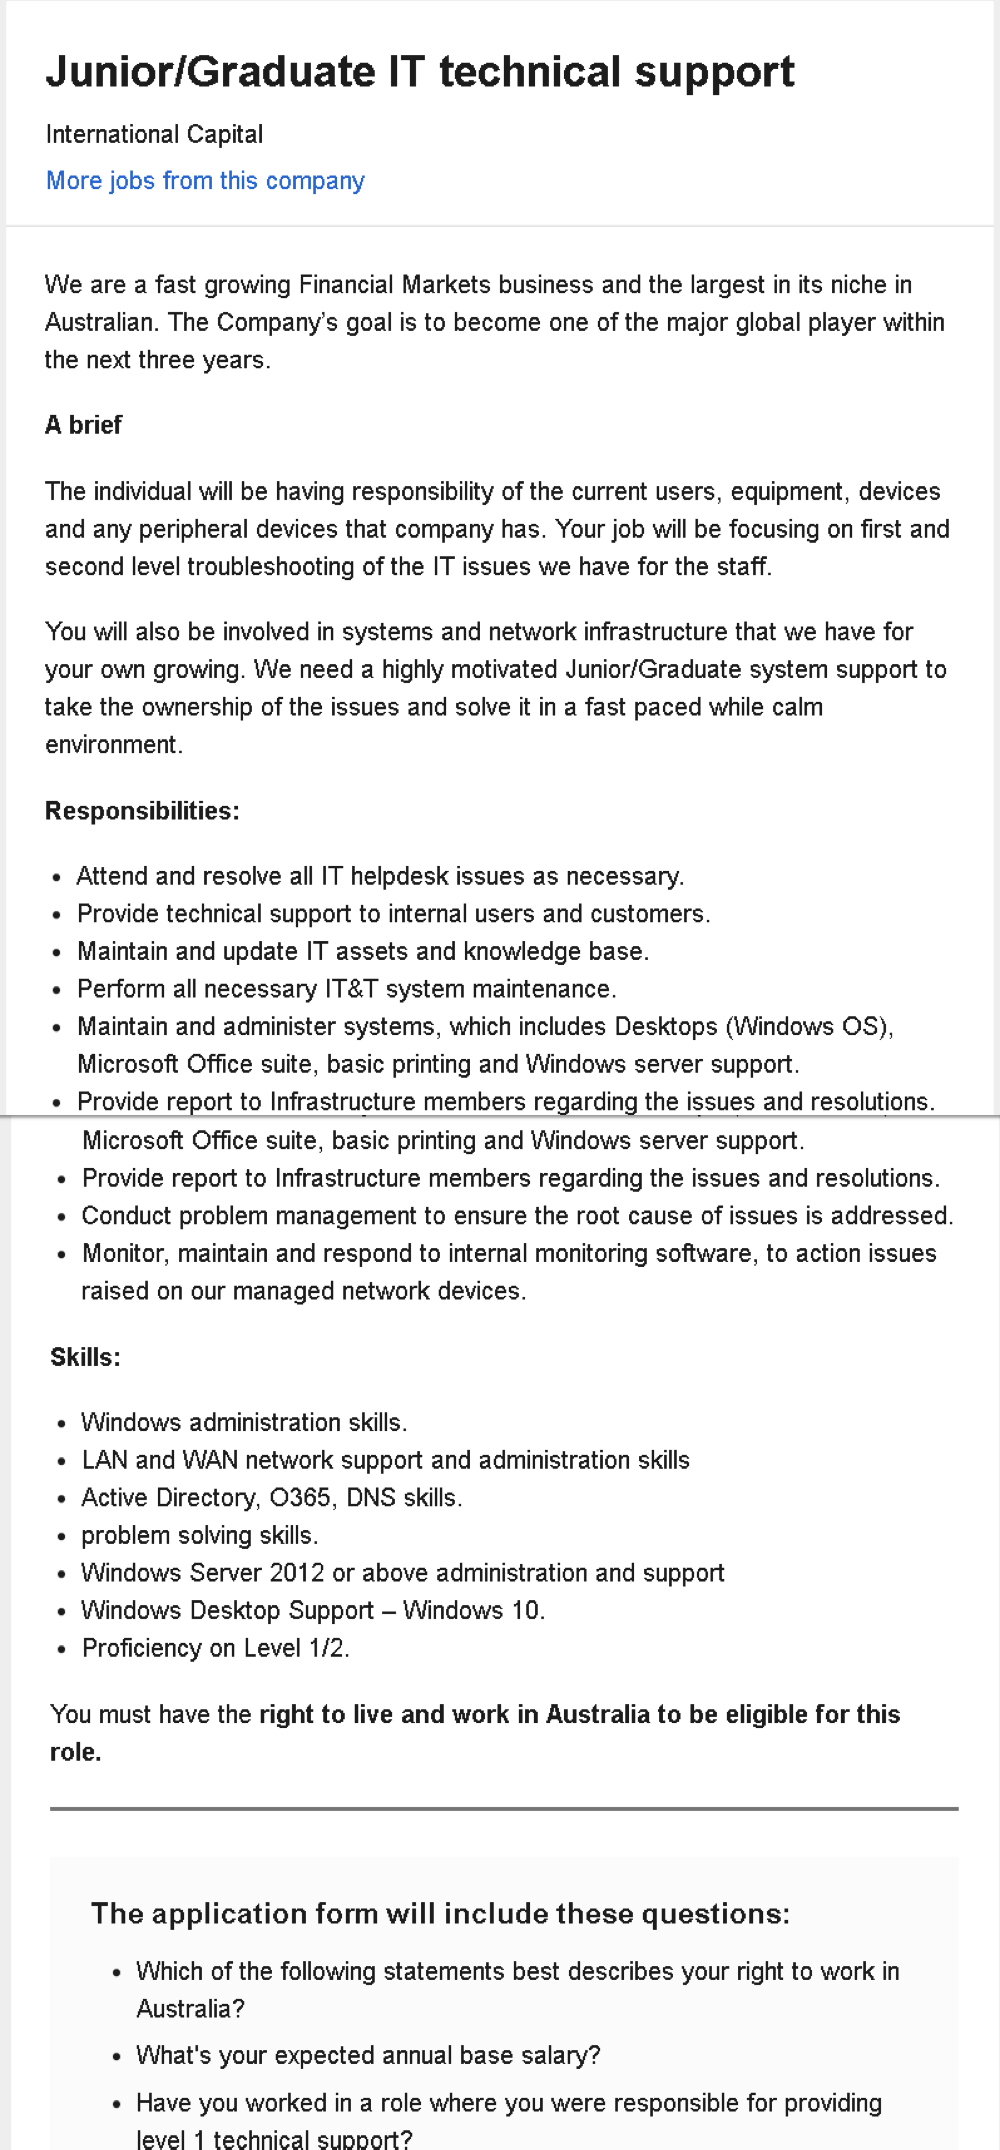 Junior/Graduate IT technical support
International Capital
More jobs from this company
We are a fast growing Financial Markets business and the largest in its niche in
Australian. The Company’s goal is to become one of the major global player within
the next three years.
A brief
The individual will be having responsibility of the current users, equipment, devices
and any peripheral devices that company has. Your job will be focusing on first and
second level troubleshooting of the IT issues we have for the staff.
You will also be involved in systems and network infrastructure that we have for
your own growing. We need a highly motivated Junior/Graduate system support to
take the ownership of the issues and solve it in a fast paced while calm
environment.
Responsibilities:
• Attend and resolve all IT helpdesk issues as necessary.
• Provide technical support to internal users and customers.
• Maintain and update IT assets and knowledge base.
• Perform all necessary IT&T system maintenance.
• Maintain and administer systems, which includes Desktops (Windows OS),
Microsoft Office suite, basic printing and Windows server support.
• Provide report to Infrastructure members regarding the issues and resolutions.
Microsoft Office suite, basic printing and Windows server support.
• Provide report to Infrastructure members regarding the issues and resolutions.
• Conduct problem management to ensure the root cause of issues is addressed.
• Monitor, maintain and respond to internal monitoring software, to action issues
raised on our managed network devices.
Skills:
• Windows administration skills.
• LAN and WAN network support and administration skills
• Active Directory, O365, DNS skills.
• problem solving skills.
• Windows Server 2012 or above administration and support
• Windows Desktop Support – Windows 10.
• Proficiency on Level 1/2.
You must have the right to live and work in Australia to be eligible for this
role.
The application form will include these questions:
• Which of the following statements best describes your right to work in
Australia?
• What's your expected annual base salary?
• Have you worked in a role where you were responsible for providing
level 1 technical support?